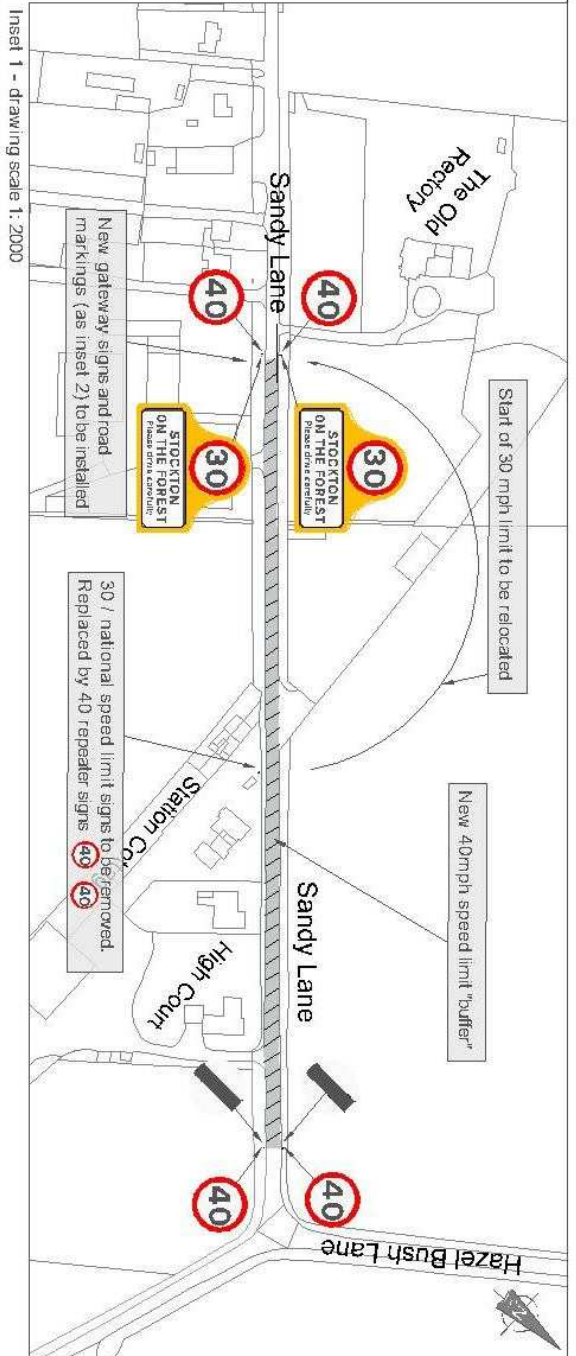 The Old
Rectory
Sandy Lane
40
40
30
STOCKTON
ON THE FOREST
Please drive carefully
30
STOCKTON
ON THE FOREST
Please drive carefully
Start of 30 mph limit to be relocated
New gateway signs and road
markings (as inset 2) to be installed
New 40mph speed limit "buffer"
Sandy Lane
30 / national speed limit signs to be removed.
Replaced by 40 repeater signs
40
40
Station
High Court
40
40
Hazel Bush Lane
Inset 1 - drawing scale 1: 2000